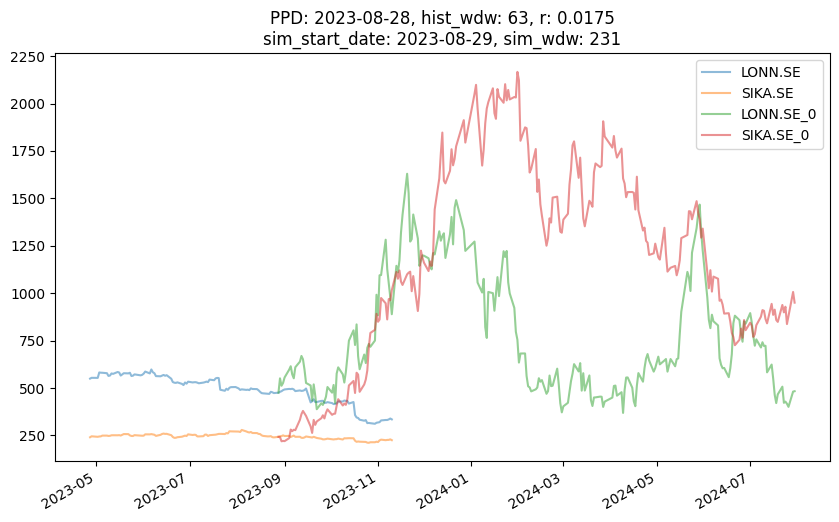 PPD: 2023-08-28, hist_wdw: 63, r: 0.0175
sim_start_date: 2023-08-29, sim_wdw: 231
2250
2000
1750
1500
1250
1000
750
500
250
LONN.SE
SIKA.SE
LONN.SE_0
SIKA.SE_0
2023-05
2023-07
2023-09
2023-11
2024-01
2024-03
2024-05
2024-07